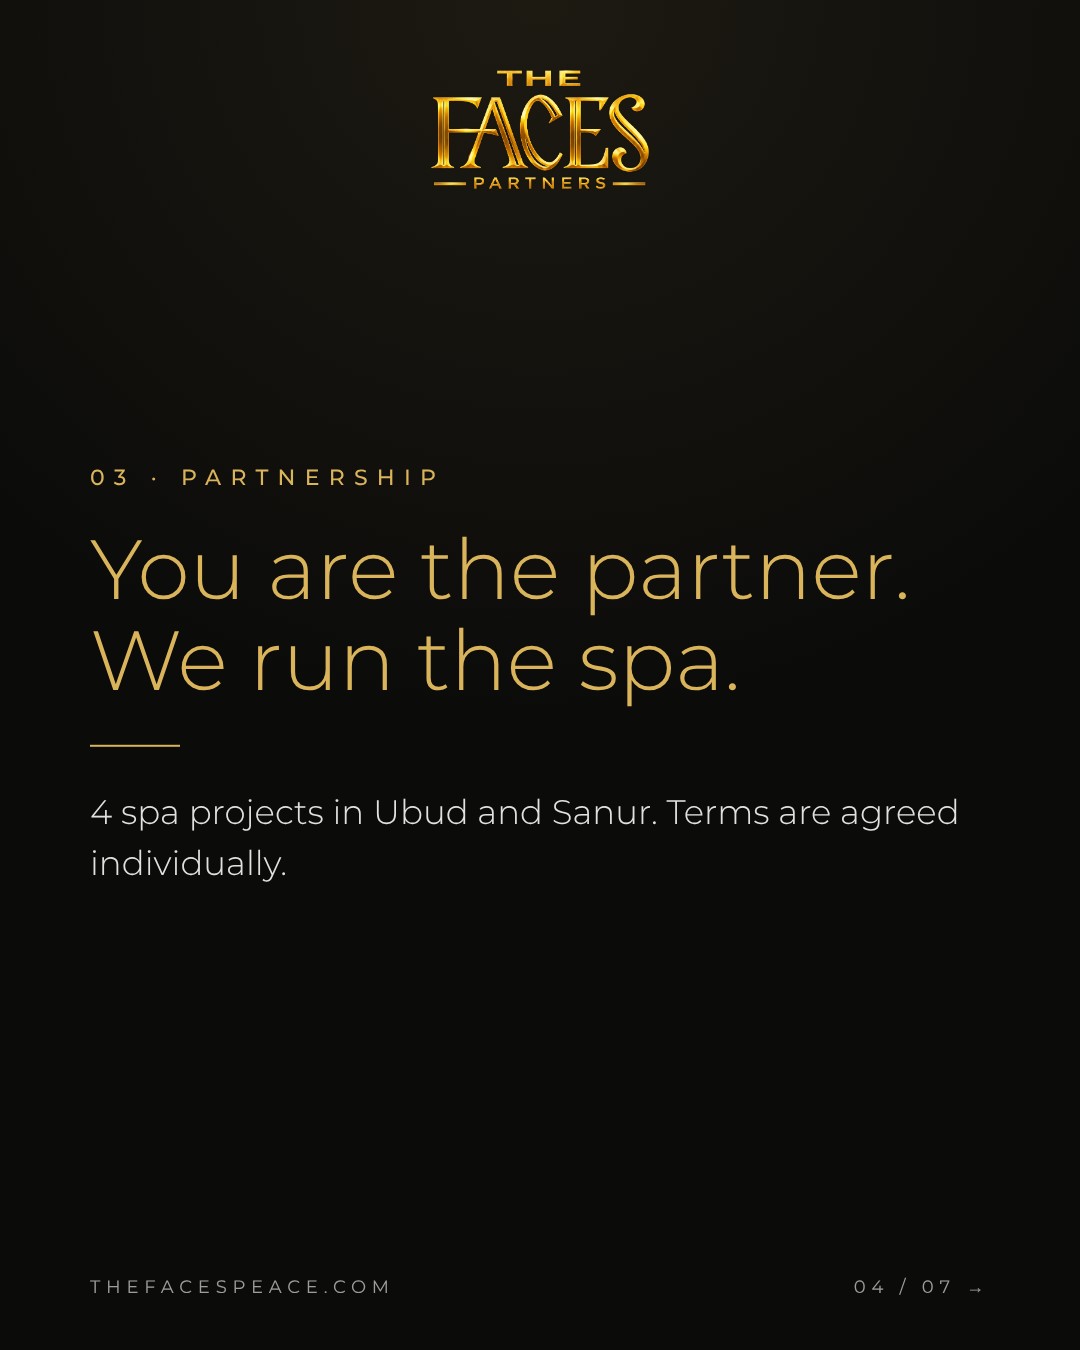 THE
FACES
PARTNERS
03 · PARTNERSHIP
You are the partner.
We run the spa.
4 spa projects in Ubud and Sanur. Terms are agreed
individually.
THEFACESPEACE.COM
04 / 07 →